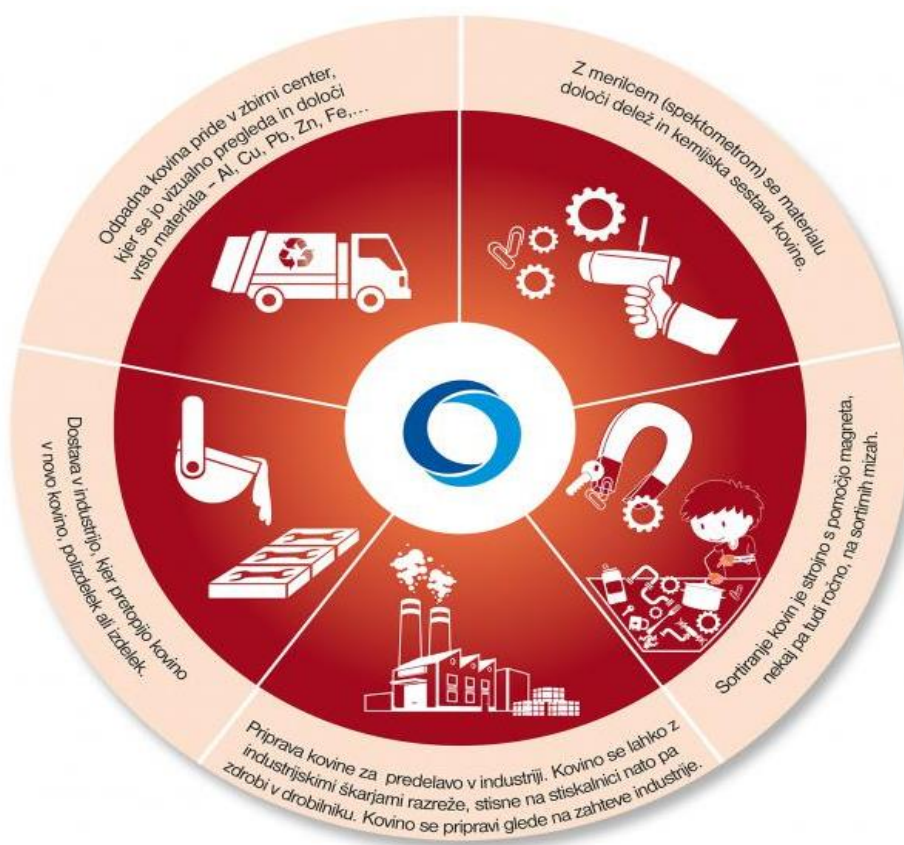 Odpadna kovina pride v zbirni center,
kjer se jo vizualno pregleda in določi
vrsto materiala – Al, Cu, Pb, Zn, Fe,...
Z merilcem (spektometrom) se materialu
določi delež in kemijska sestava kovine.
Sortiranje kovin je strojno s pomočjo magneta,
nekaj pa tudi ročno, na sortirnih mizah.
Priprava kovine za predelavo v industriji. Kovino se lahko z
industrijskimi škarjami razreže, stisne na stiskalnici nato pa
zdrobi v drobilniku. Kovino se pripravi glede na zahteve industrije.
Dostava v industrijo, kjer pretopijo kovino
v novo kovino, polizdelek ali izdelek.